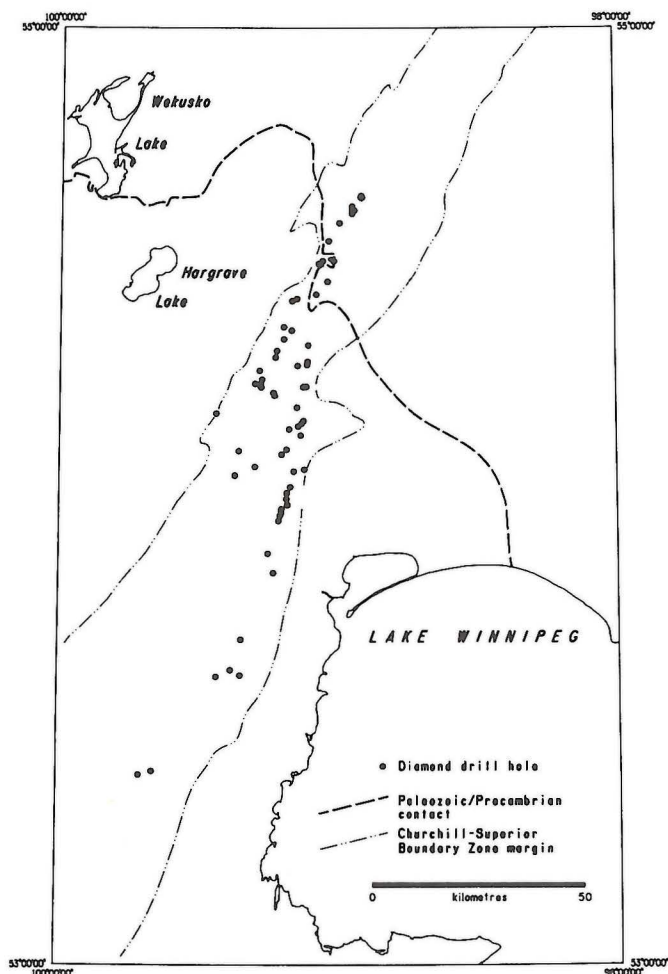 100°00'00"
98°00'00"
55°00'00"
55°00'00"
Wekusko
Lake
Hargrave
Lake
LAKE WINNIPEG
Diamond drill hole
Paleozoic/Precambrian
contact
Churchill-Superior
Boundary Zone margin
0 50
kilometres
53°00'00"
53°00'00"
100°00'00"
98°00'00"